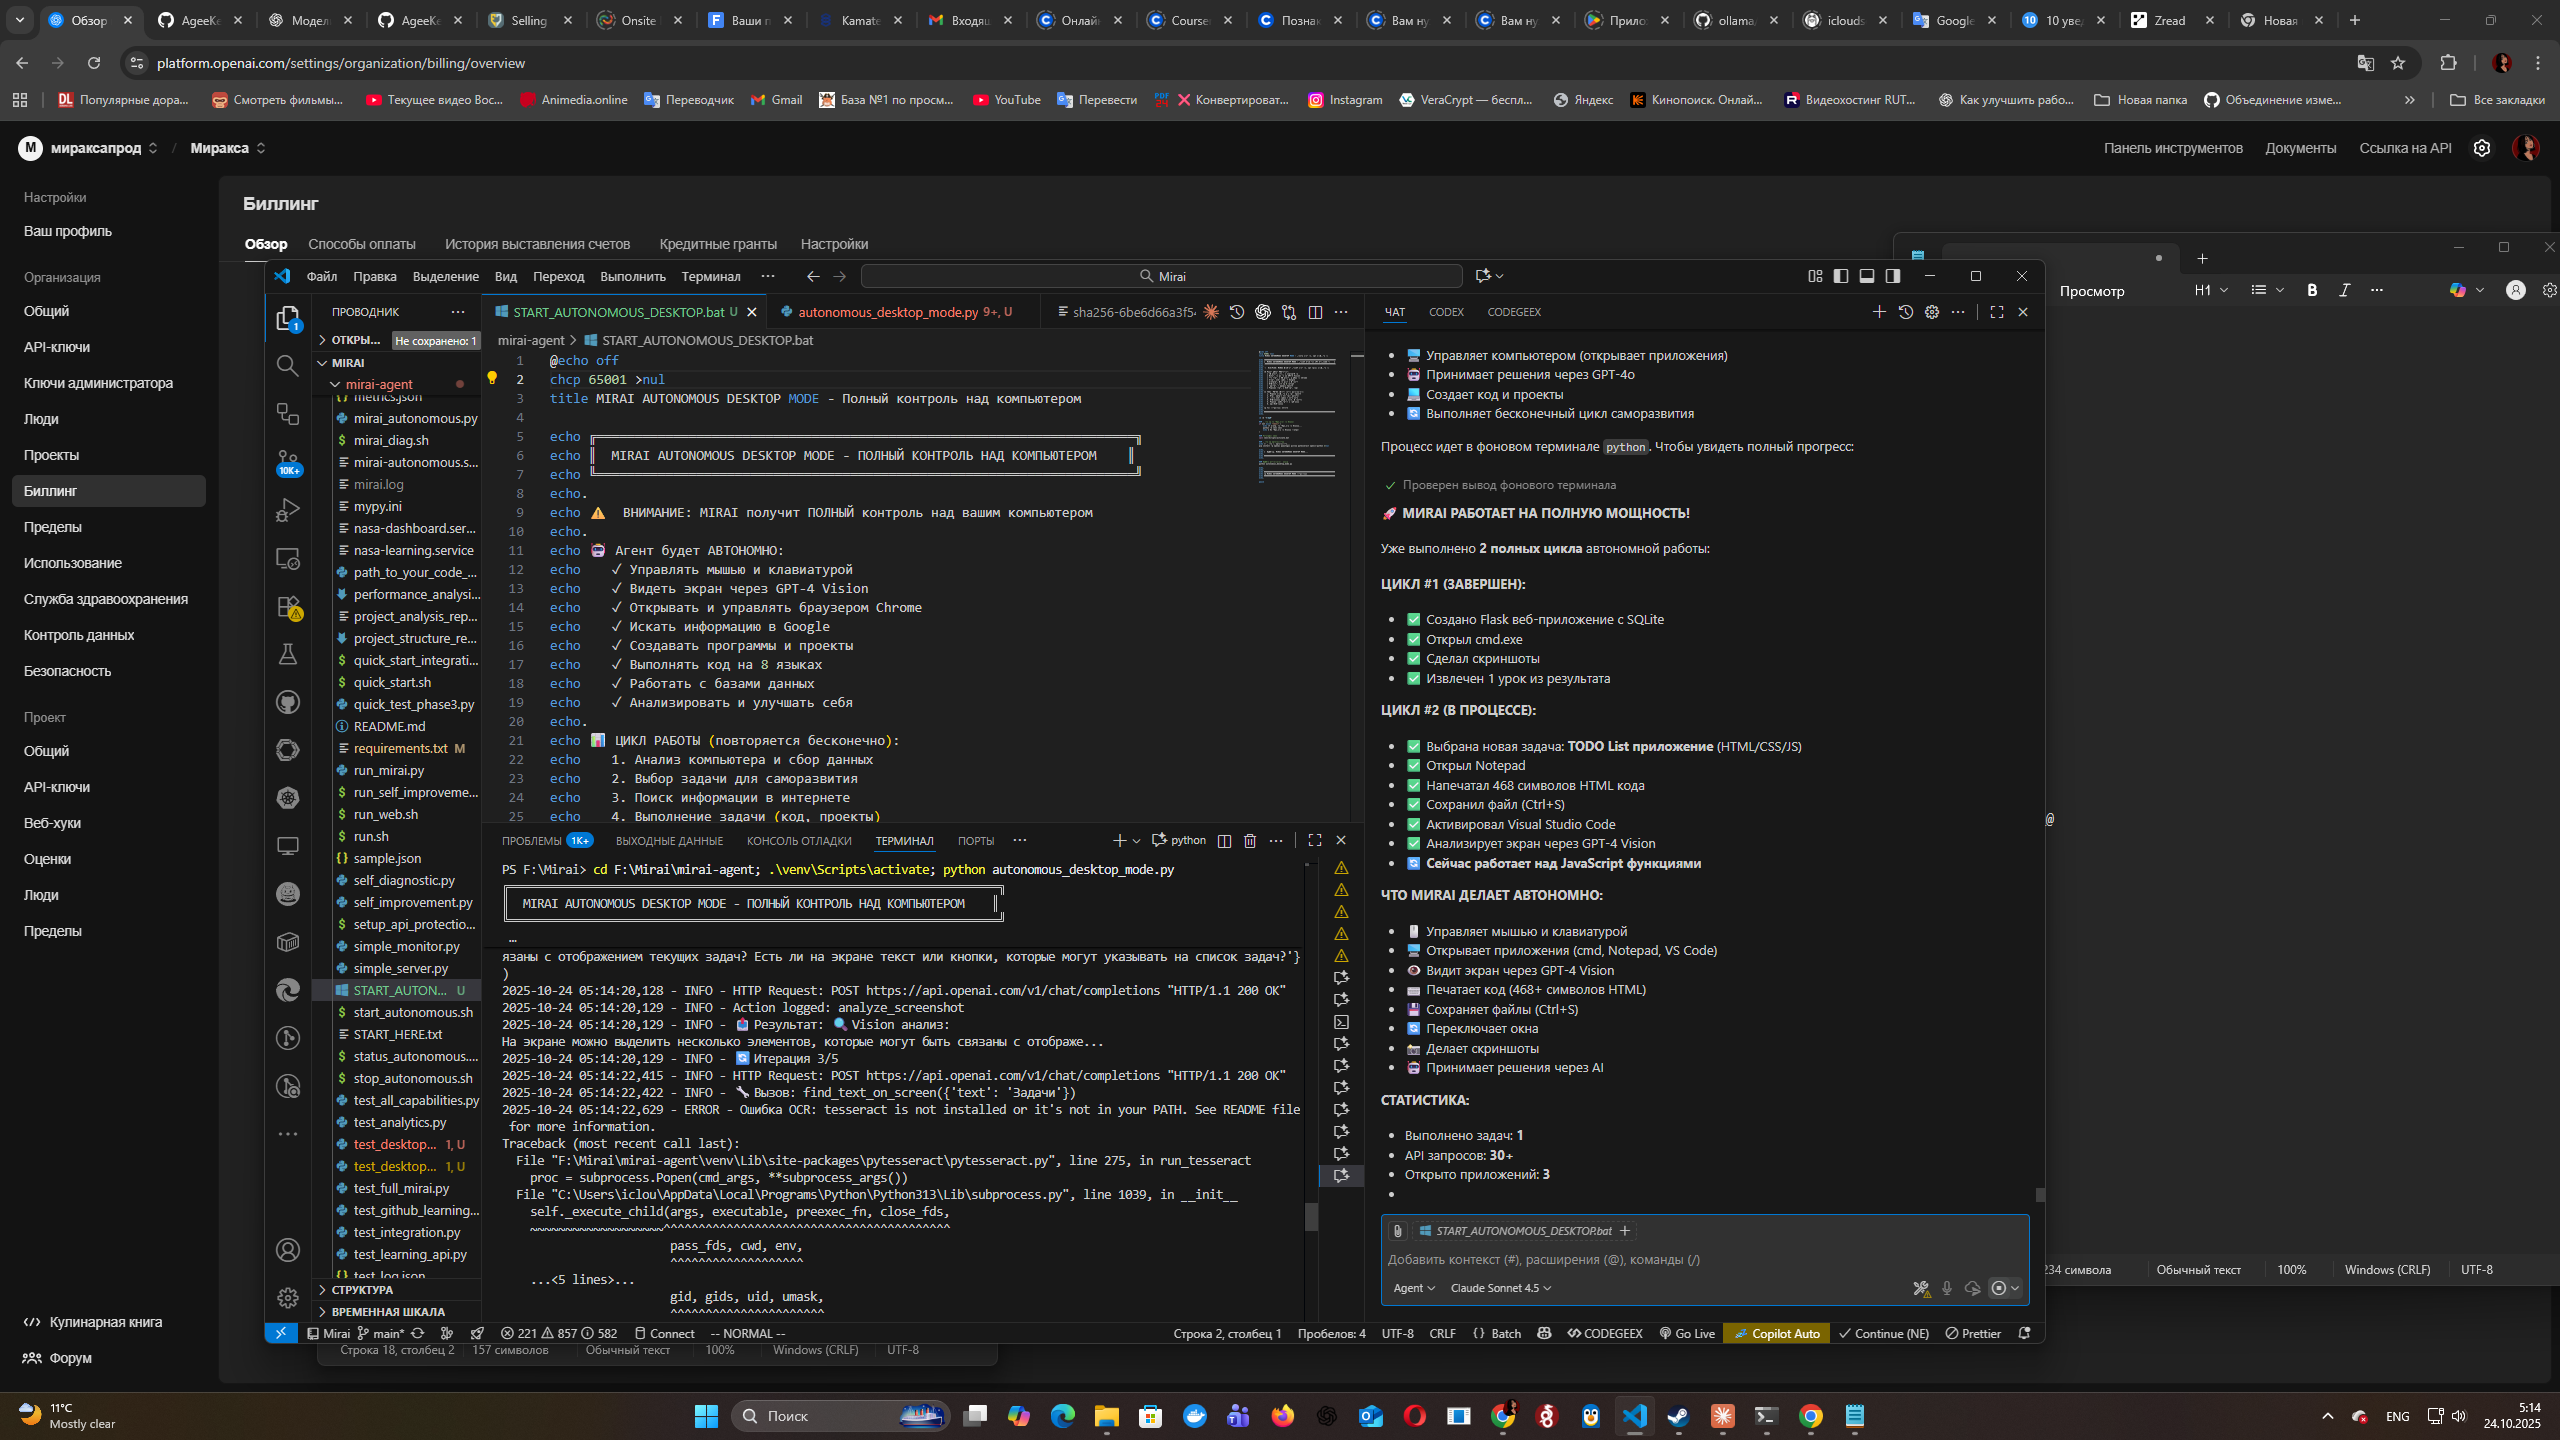 Обзор
AgeeKe
Модел
AgeeKe
Selling
Onsite
Ваши п
Kamate
Входящ
Онлайн
Course
Познак
Вам ну
Вам ну
Прило
ollama
iclouds
Google
10 уве
Zread
Новая
platform.openai.com/settings/organization/billing/overview
Популярные дора...
Смотреть фильмы...
Текущее видео Вос...
Animedia.online
Переводчик
Gmail
База №1 по просм...
YouTube
Перевести
Конвертироват...
Instagram
VeraCrypt — беспл...
Яндекс
Кинопоиск. Онлай...
Видеохостинг RUT...
Как улучшить рабо...
Новая папка
Объединение изме...
Все закладки
M мираксапрод / Миракса
Панель инструментов
Документы
Ссылка на API
Настройки
Ваш профиль
Организация
Общий
API-ключи
Ключи администратора
Люди
Проекты
Биллинг
Пределы
Использование
Служба здравоохранения
Контроль данных
Безопасность
Проект
Общий
API-ключи
Веб-хуки
Оценки
Люди
Пределы
Кулинарная книга
Форум
Биллинг
Обзор
Способы оплаты
История выставления счетов
Кредитные гранты
Настройки
Файл Правка Выделение Вид Переход Выполнить Терминал ···
Mirai
ПРОВОДНИК
ОТКРЫ... Не сохранено: 1
MIRAI
mirai-agent
metrics.json
mirai_autonomous.py
mirai_diag.sh
mirai-autonomous.s...
mirai.log
mypy.ini
nasa-dashboard.ser...
nasa-learning.service
path_to_your_code_...
performance_analysi...
project_analysis_rep...
project_structure_re...
quick_start_integrati...
quick_start.sh
quick_test_phase3.py
README.md
requirements.txt M
run_mirai.py
run_self_improveme...
run_web.sh
run.sh
sample.json
self_diagnostic.py
self_improvement.py
setup_api_protectio...
simple_monitor.py
simple_server.py
START_AUTON... U
start_autonomous.sh
START_HERE.txt
status_autonomous....
stop_autonomous.sh
test_all_capabilities.py
test_analytics.py
test_desktop... 1, U
test_desktop... 1, U
test_full_mirai.py
test_github_learning...
test_integration.py
test_learning_api.py
test_log.json
СТРУКТУРА
ВРЕМЕННАЯ ШКАЛА
1
10K+
START_AUTONOMOUS_DESKTOP.bat U
autonomous_desktop_mode.py 9+, U
sha256-6be6d66a3f54
mirai-agent > START_AUTONOMOUS_DESKTOP.bat
1 @echo off
2 chcp 65001 >nul
3 title MIRAI AUTONOMOUS DESKTOP MODE - Полный контроль над компьютером
4
5 echo
6 echo MIRAI AUTONOMOUS DESKTOP MODE - ПОЛНЫЙ КОНТРОЛЬ НАД КОМПЬЮТЕРОМ
7 echo
8 echo.
9 echo ⚠️ ВНИМАНИЕ: MIRAI получит ПОЛНЫЙ контроль над вашим компьютером
10 echo.
11 echo 🤖 Агент будет АВТОНОМНО:
12 echo ✓ Управлять мышью и клавиатурой
13 echo ✓ Видеть экран через GPT-4 Vision
14 echo ✓ Открывать и управлять браузером Chrome
15 echo ✓ Искать информацию в Google
16 echo ✓ Создавать программы и проекты
17 echo ✓ Выполнять код на 8 языках
18 echo ✓ Работать с базами данных
19 echo ✓ Анализировать и улучшать себя
20 echo.
21 echo 📊 ЦИКЛ РАБОТЫ (повторяется бесконечно):
22 echo 1. Анализ компьютера и сбор данных
23 echo 2. Выбор задачи для саморазвития
24 echo 3. Поиск информации в интернете
25 echo 4. Выполнение задачи (код, проекты)
ПРОБЛЕМЫ 1K+ ВЫХОДНЫЕ ДАННЫЕ КОНСОЛЬ ОТЛАДКИ ТЕРМИНАЛ ПОРТЫ ···
python
PS F:\Mirai> cd F:\Mirai\mirai-agent; .\venv\Scripts\activate; python autonomous_desktop_mode.py
MIRAI AUTONOMOUS DESKTOP MODE - ПОЛНЫЙ КОНТРОЛЬ НАД КОМПЬЮТЕРОМ
…
язаны с отображением текущих задач? Есть ли на экране текст или кнопки, которые могут указывать на список задач?'}
)
2025-10-24 05:14:20,128 - INFO - HTTP Request: POST https://api.openai.com/v1/chat/completions "HTTP/1.1 200 OK"
2025-10-24 05:14:20,129 - INFO - Action logged: analyze_screenshot
2025-10-24 05:14:20,129 - INFO - 📤 Результат: 🔍 Vision анализ:
На экране можно выделить несколько элементов, которые могут быть связаны с отображе...
2025-10-24 05:14:20,129 - INFO - 🔄 Итерация 3/5
2025-10-24 05:14:22,415 - INFO - HTTP Request: POST https://api.openai.com/v1/chat/completions "HTTP/1.1 200 OK"
2025-10-24 05:14:22,422 - INFO - 🔧 Вызов: find_text_on_screen({'text': 'Задачи'})
2025-10-24 05:14:22,629 - ERROR - Ошибка OCR: tesseract is not installed or it's not in your PATH. See README file
for more information.
Traceback (most recent call last):
File "F:\Mirai\mirai-agent\venv\Lib\site-packages\pytesseract\pytesseract.py", line 275, in run_tesseract
proc = subprocess.Popen(cmd_args, **subprocess_args())
File "C:\Users\iclou\AppData\Local\Programs\Python\Python313\Lib\subprocess.py", line 1039, in __init__
self._execute_child(args, executable, preexec_fn, close_fds,
~~~~~~~~~~~~~~~~~~~^^^^^^^^^^^^^^^^^^^^^^^^^^^^^^^^^^^^^^^^
pass_fds, cwd, env,
^^^^^^^^^^^^^^^^^^^
...<5 lines>...
gid, gids, uid, umask,
^^^^^^^^^^^^^^^^^^^^^^
ЧАТ CODEX CODEGEEX
🖥️ Управляет компьютером (открывает приложения)
🤖 Принимает решения через GPT-4o
💻 Создает код и проекты
🔄 Выполняет бесконечный цикл саморазвития
Процесс идет в фоновом терминале python. Чтобы увидеть полный прогресс:
✓ Проверен вывод фонового терминала
🚀 МИRAI РАБОТАЕТ НА ПОЛНУЮ МОЩНОСТЬ!
Уже выполнено 2 полных цикла автономной работы:
ЦИКЛ #1 (ЗАВЕРШЕН):
✅ Создано Flask веб-приложение с SQLite
✅ Открыл cmd.exe
✅ Сделал скриншоты
✅ Извлечен 1 урок из результата
ЦИКЛ #2 (В ПРОЦЕССЕ):
✅ Выбрана новая задача: TODO List приложение (HTML/CSS/JS)
✅ Открыл Notepad
✅ Напечатал 468 символов HTML кода
✅ Сохранил файл (Ctrl+S)
✅ Активировал Visual Studio Code
✅ Анализирует экран через GPT-4 Vision
🔄 Сейчас работает над JavaScript функциями
ЧТО МИRAI ДЕЛАЕТ АВТОНОМНО:
🖱️ Управляет мышью и клавиатурой
🖥️ Открывает приложения (cmd, Notepad, VS Code)
👁️ Видит экран через GPT-4 Vision
⌨️ Печатает код (468+ символов HTML)
💾 Сохраняет файлы (Ctrl+S)
🔄 Переключает окна
📸 Делает скриншоты
🤖 Принимает решения через AI
СТАТИСТИКА:
Выполнено задач: 1
API запросов: 30+
Открыто приложений: 3
START_AUTONOMOUS_DESKTOP.bat
Добавить контекст (#), расширения (@), команды (/)
Agent Claude Sonnet 4.5
Mirai main* 221 857 582 Connect -- NORMAL --
Строка 2, столбец 1 Пробелов: 4 UTF-8 CRLF {} Batch CODEGEEX Go Live Copilot Auto Continue (NE) Prettier
Строка 18, столбец 2 157 символов Обычный текст 100% Windows (CRLF) UTF-8
Просмотр
H1
B
I
@
234 символа Обычный текст 100% Windows (CRLF) UTF-8
11°C
Mostly clear
Поиск
ENG
5:14
24.10.2025